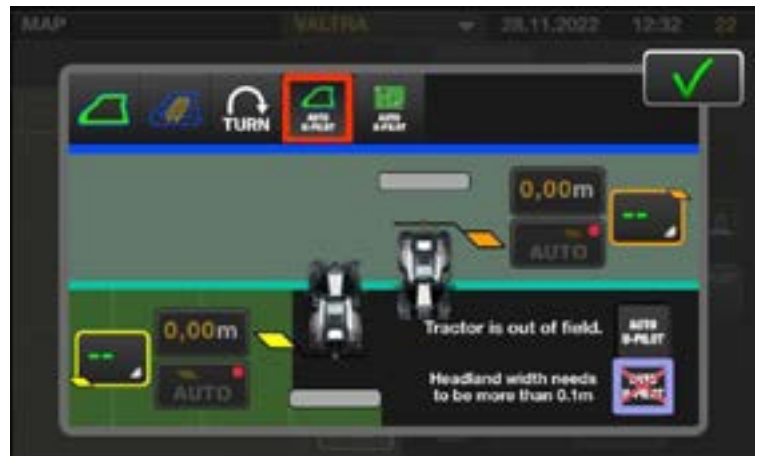 MAP VALTRA 28.11.2022 12:32 22
TURN
AUTO
U-PILOT
AUTO
0,00m
--
AUTO
0,00m
--
AUTO
Tractor is out of field.
AUTO
U-PILOT
Headland width needs
to be more than 0.1m